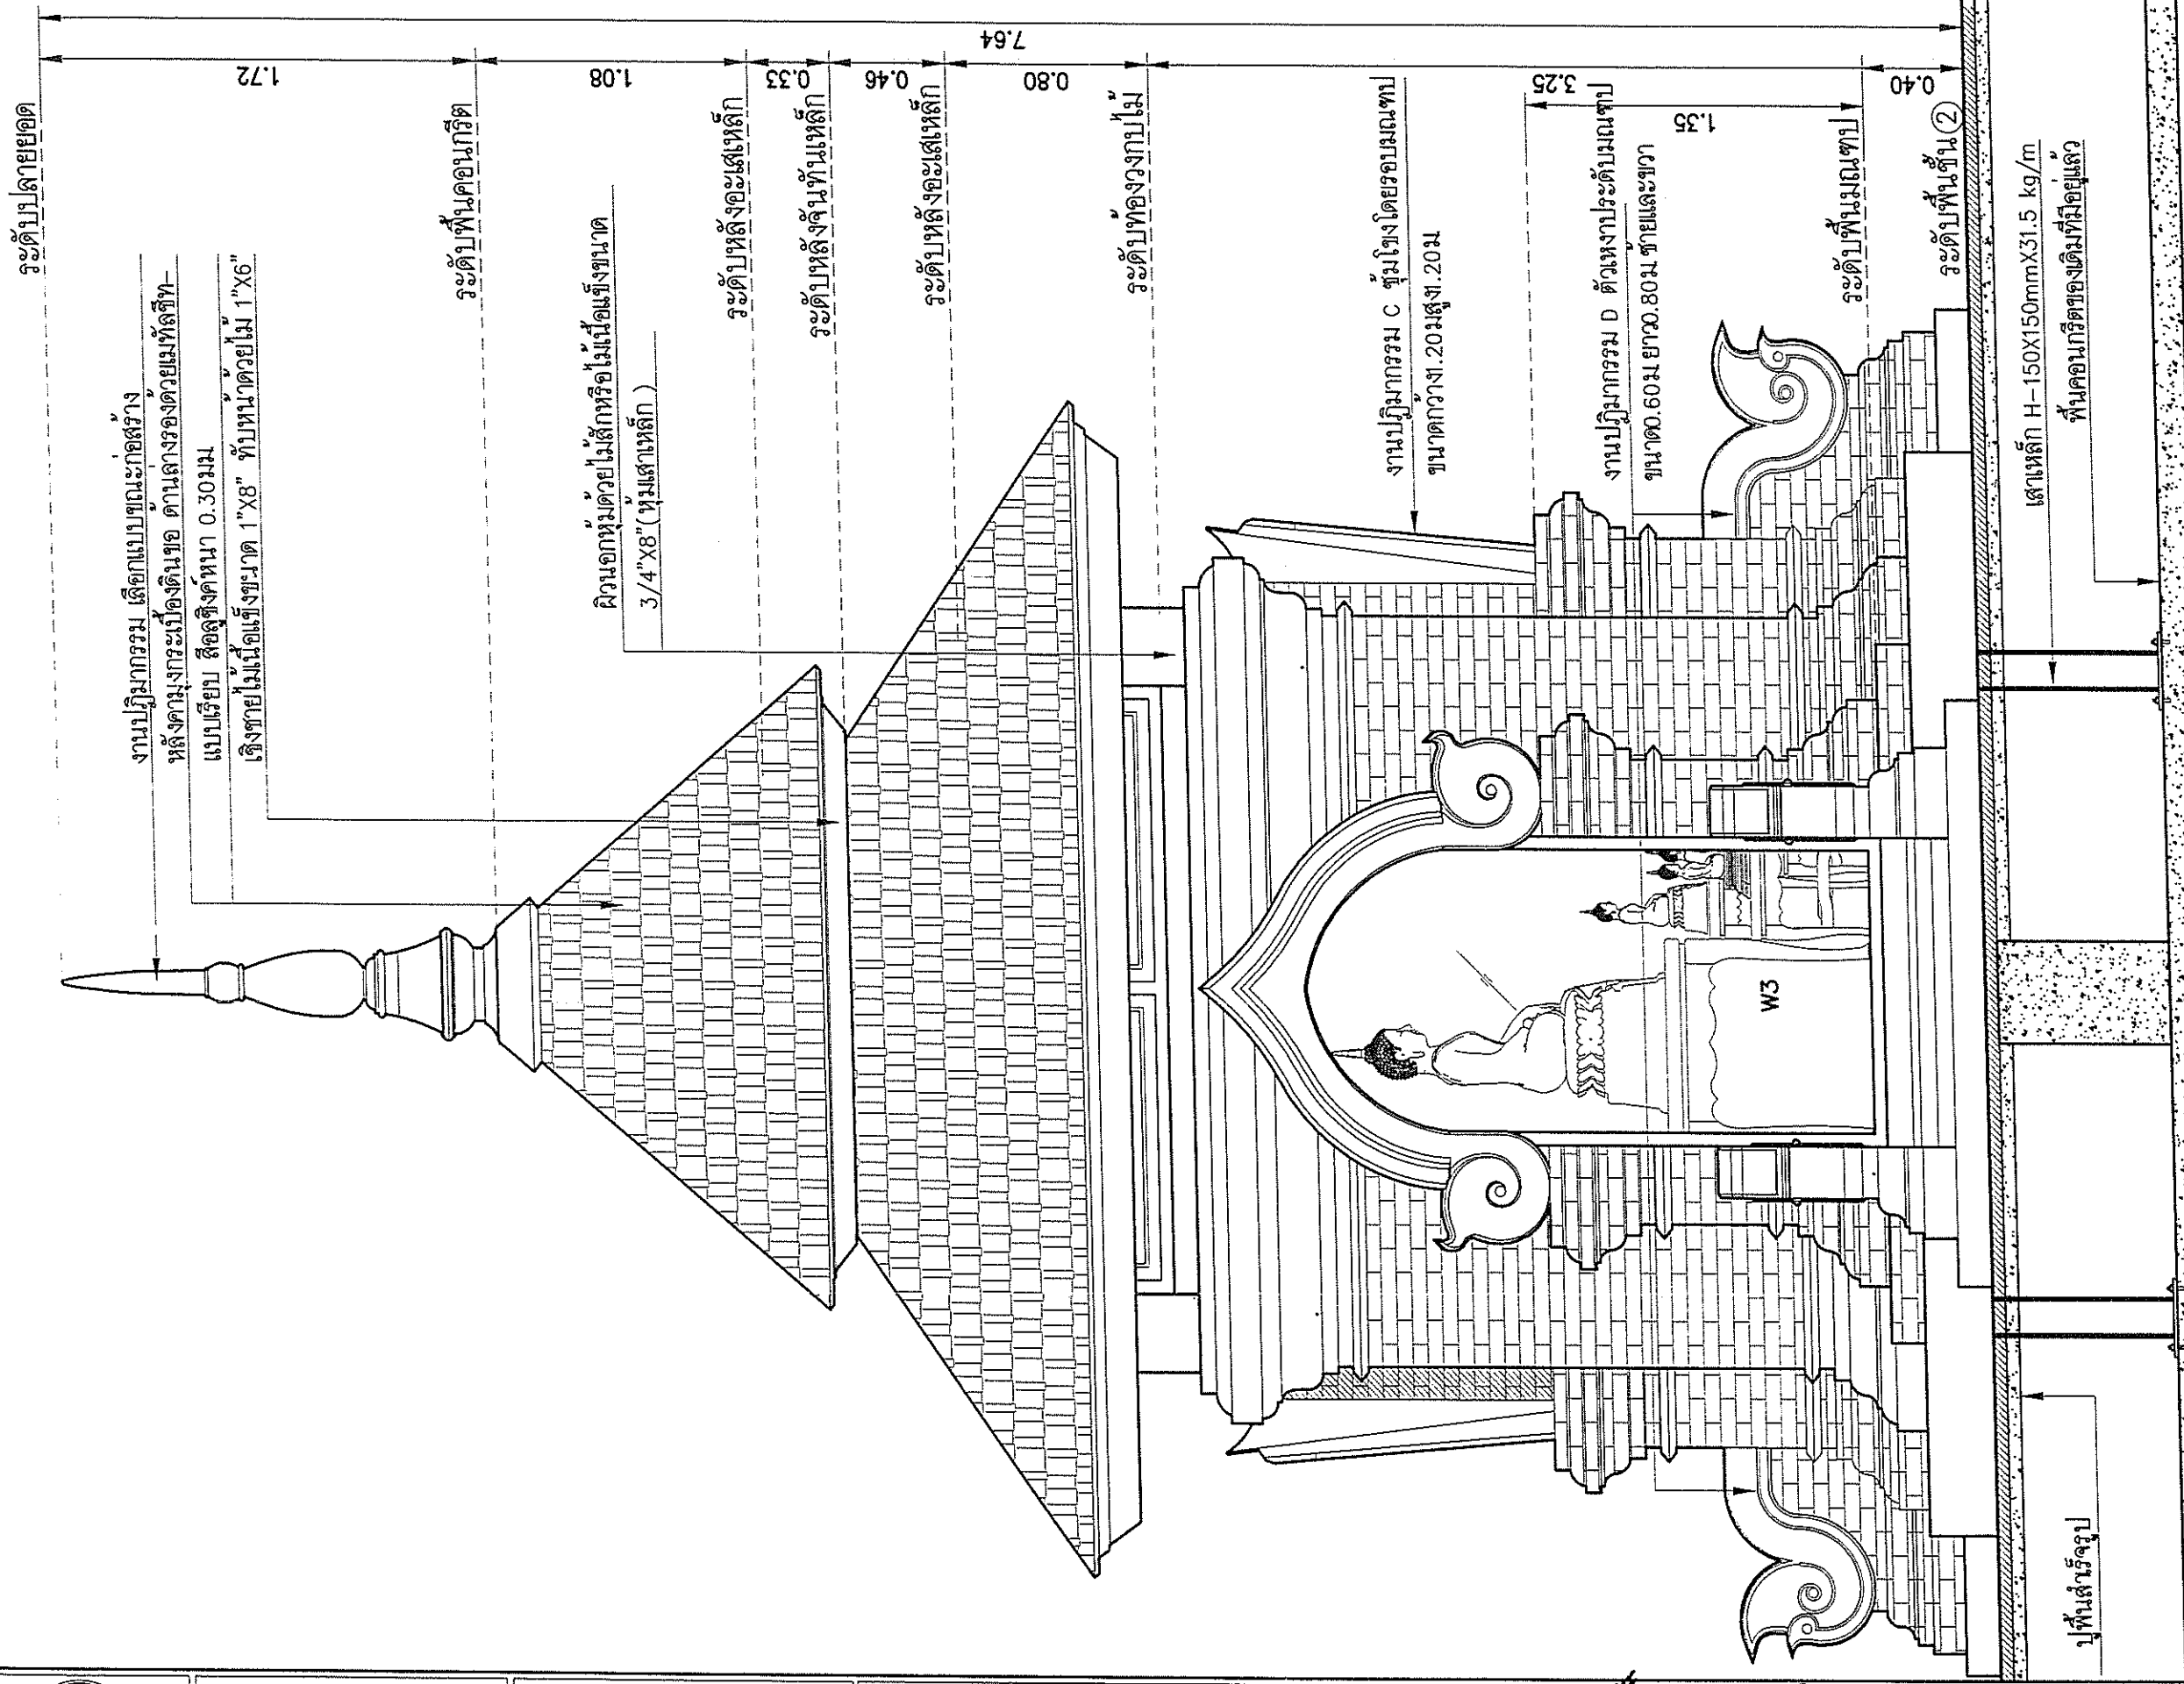 ระดับปลายยอด
1.72
งานปฏิมากรรม เลือกแบบขณะก่อสร้าง
หลังคามุงกระเบื้องดินขอ ด้านล่างรองด้วยเมทัลชีท-
แบบเรียบ สีอลูซิงค์หนา 0.30มม
เชิงชายไม้เนื้อแข็งขนาด 1"X8" ทับหน้าด้วยไม้ 1"X6"
ระดับพื้นคอนกรีต
1.08
ผิวนอกหุ้มด้วยไม้สักหรือไม้เนื้อแข็งขนาด
3/4"X8"(หุ้มเสาเหล็ก)
ระดับหลังอะเสเหล็ก
0.33
ระดับหลังจันทันเหล็ก
0.46
ระดับหลังอะเสเหล็ก
7.64
0.80
ระดับท้องวงกบไม้
งานปฏิมากรรม C ซุ้มโขงโดยรอบมณฑป
ขนาดกว้าง1.20มสูง1.20ม
3.25
งานปฏิมากรรม D ตัวเหงาประดับมณฑป
ขนาด0.60ม ยาว0.80ม ซ้ายและขวา
1.35
ระดับพื้นมณฑป
0.40
ระดับพื้นชั้น 2
W3
เสาเหล็ก H-150X150mmX31.5 kg/m
พื้นคอนกรีตของเดิมที่มีอยู่แล้ว
ปูพื้นสำเร็จรูป